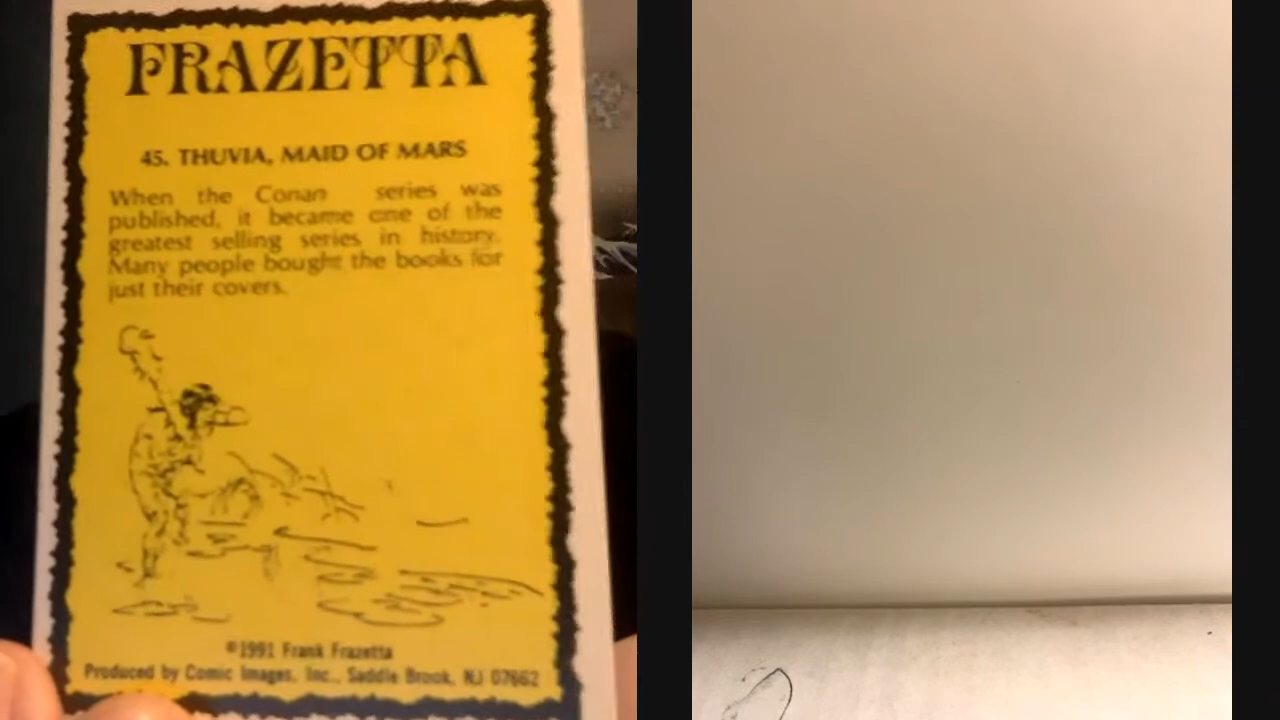 FRAZETTA
45. THUVIA, MAID OF MARS
When the Conan series was
published, it became one of the
greatest selling series in history.
Many people bought the books for
just their covers.
©1991 Frank Frazetta
Produced by Comic Images, Inc., Saddle Brook, NJ 07662